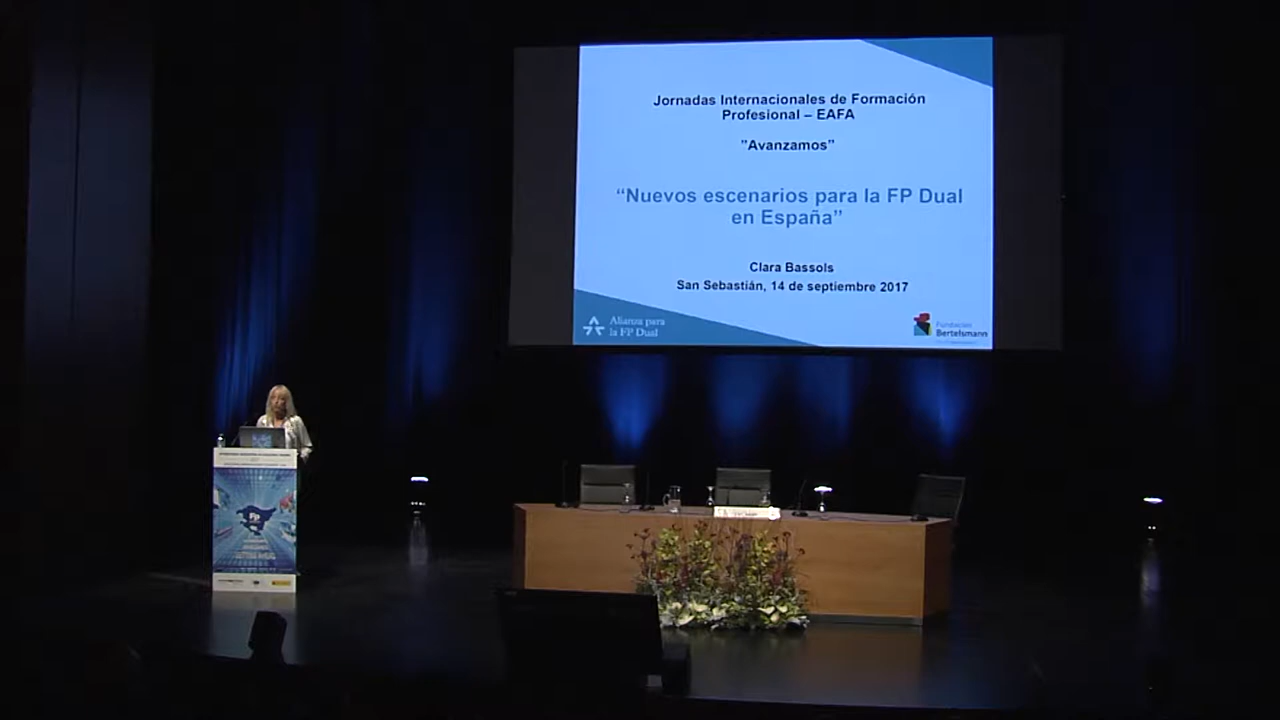 Jornadas Internacionales de Formación
Profesional – EAFA
"Avanzamos"
“Nuevos escenarios para la FP Dual
en España”
Clara Bassols
San Sebastián, 14 de septiembre 2017
Alianza para
la FP Dual
Fundación
Bertelsmann
FP